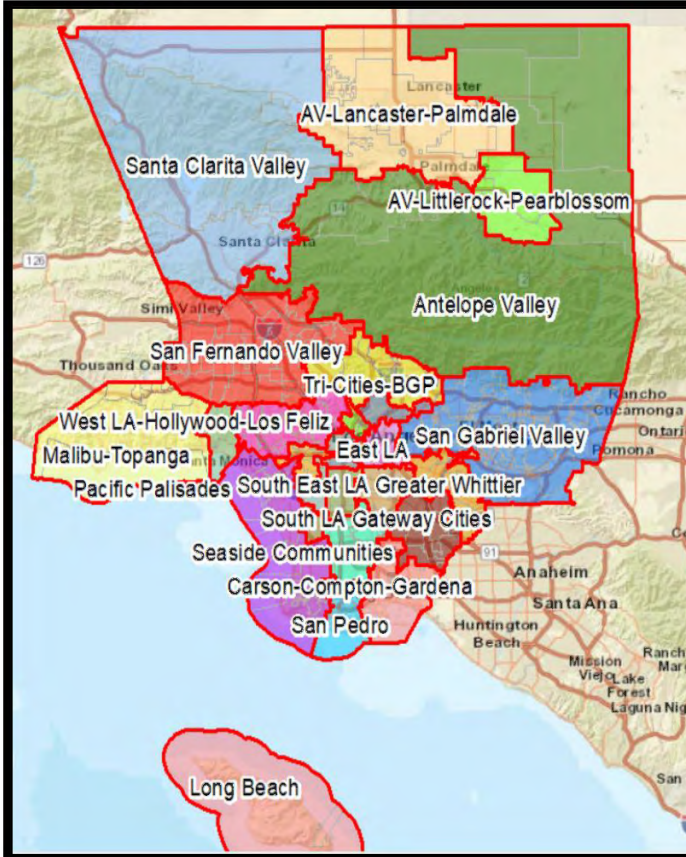 Lancaster
AV-Lancaster-Palmdale
Palmdale
Santa Clarita Valley
AV-Littlerock-Pearblossom
14
Santa Clarita
126
Antelope Valley
Simi Valley
5
San Fernando Valley
Thousand Oaks
Tri-Cities-BGP
Rancho
Cucamonga
West LA-Hollywood-Los Feliz
San Gabriel Valley
Ontari
East LA
Pomona
Malibu-Topanga
Monica
Pacific Palisades
South East LA
Greater Whittier
South LA
Gateway Cities
Seaside Communities
91
Anaheim
Carson-Compton-Gardena
Santa Ana
San Pedro
Huntington
Beach
Mission
Viejo
Lake
Forest
Ranch
Mar
Laguna Nig
San
Long Beach
5